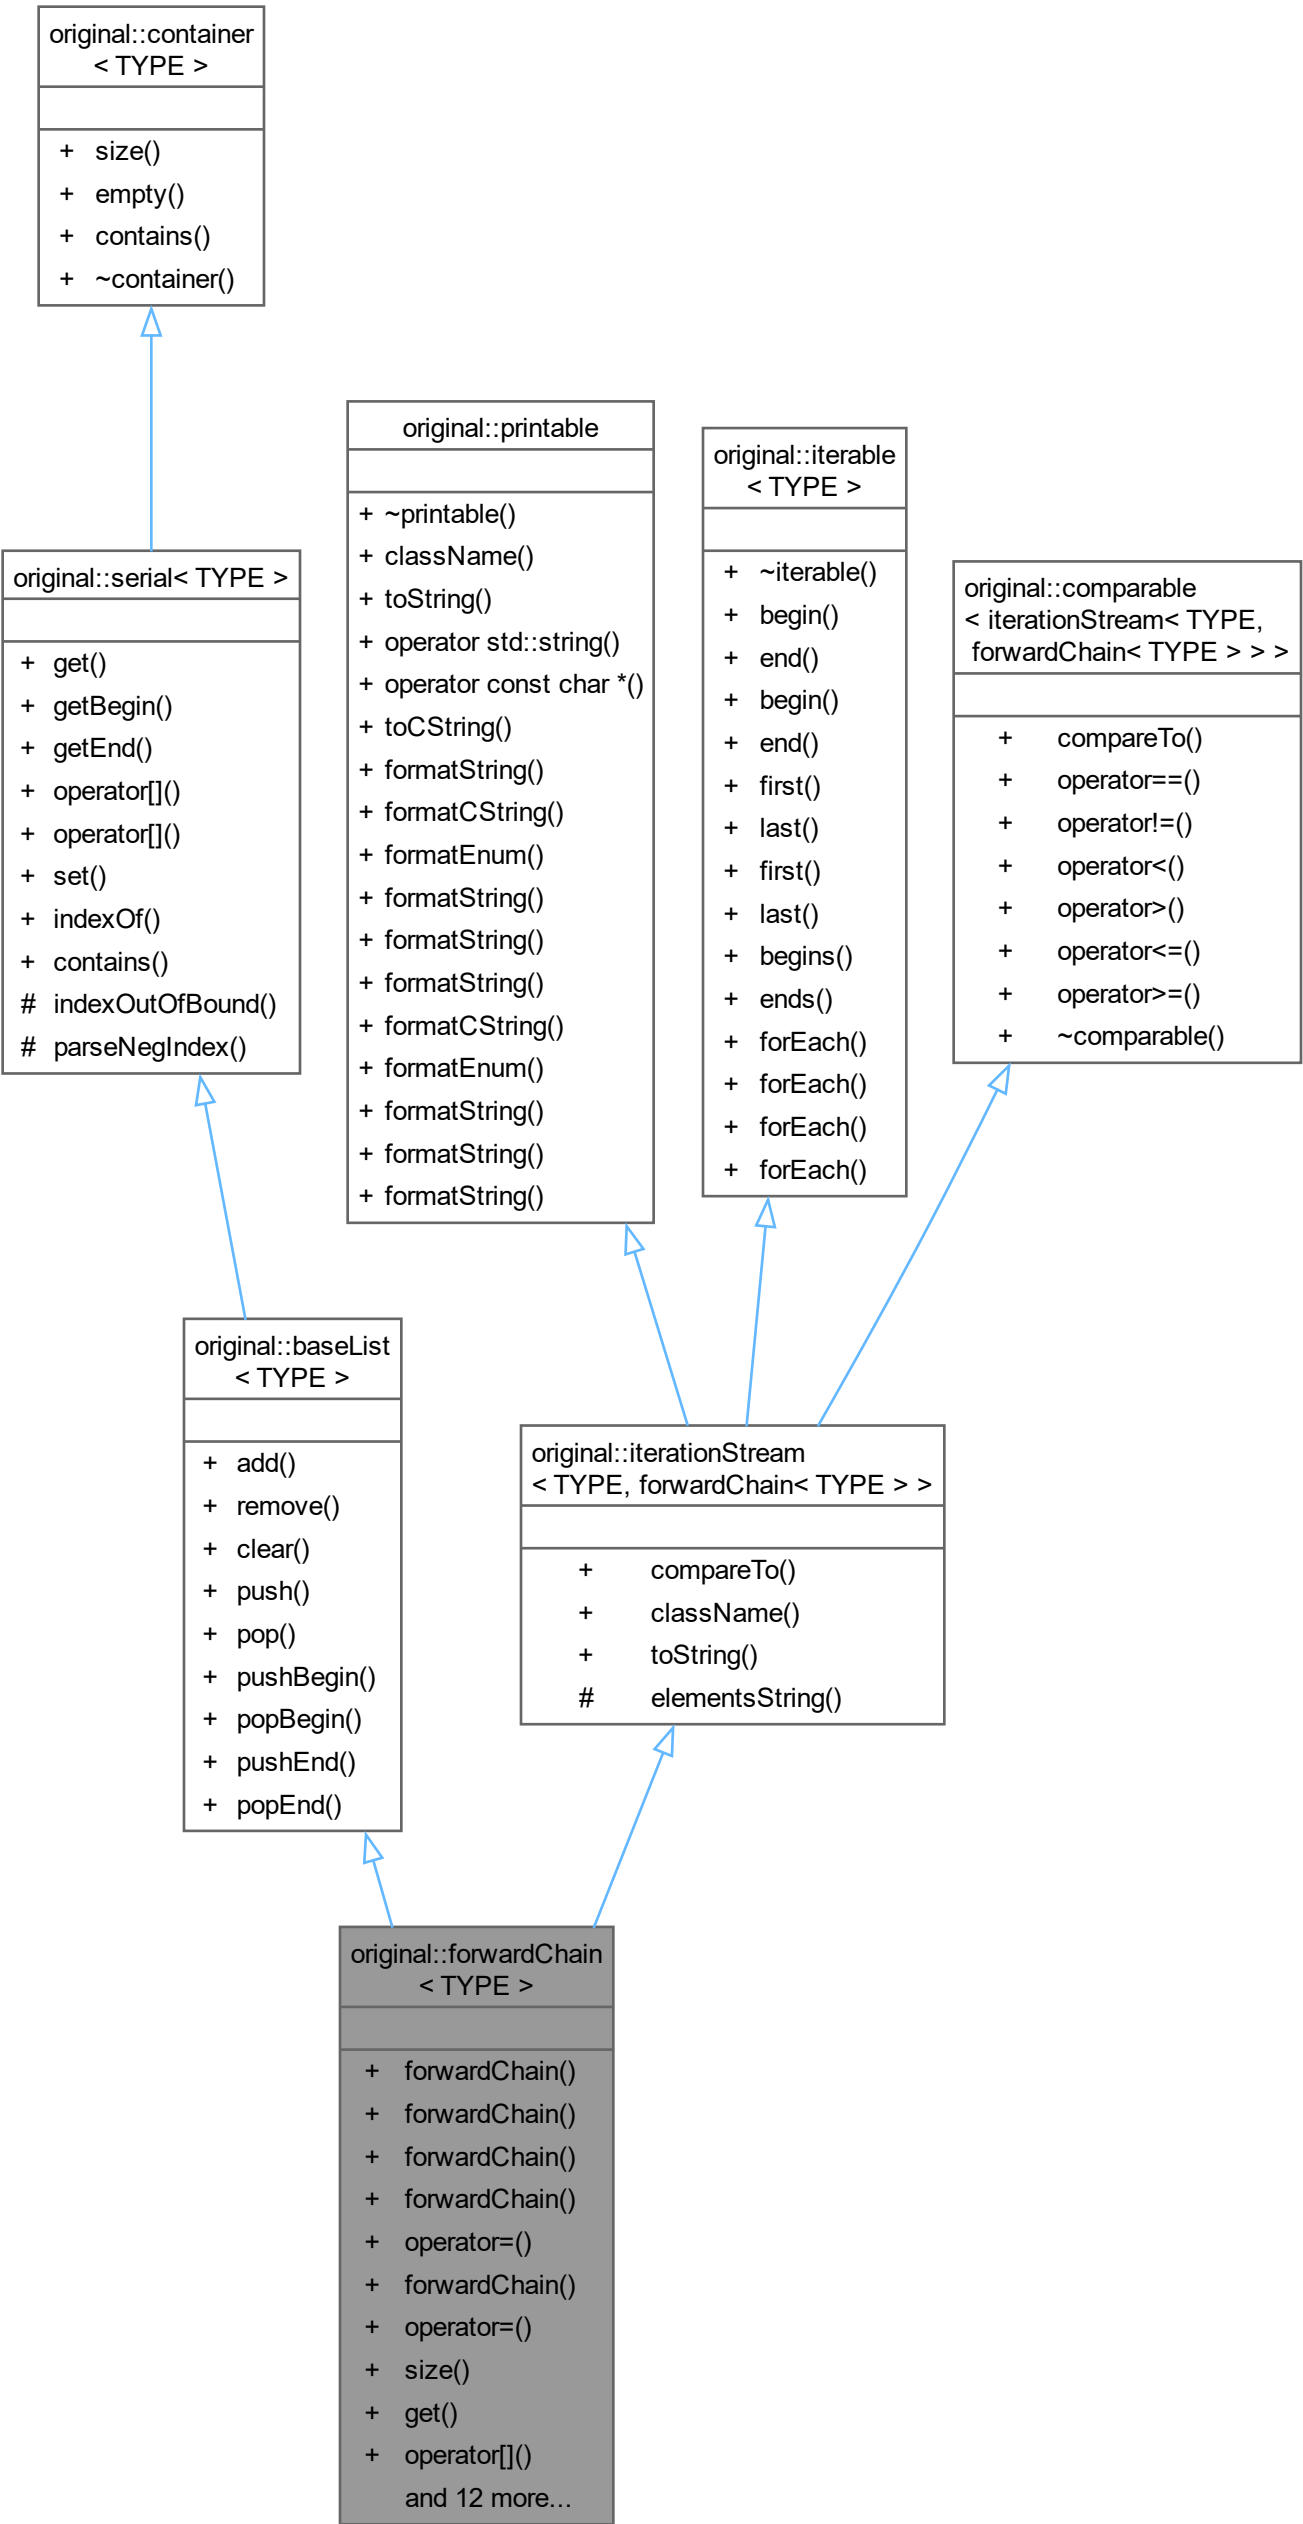 original::container
< TYPE >
+ size()
+ empty()
+ contains()
+ ~container()
original::serial< TYPE >
+ get()
+ getBegin()
+ getEnd()
+ operator[]()
+ operator[]()
+ set()
+ indexOf()
+ contains()
# indexOutOfBound()
# parseNegIndex()
original::printable
+ ~printable()
+ className()
+ toString()
+ operator std::string()
+ operator const char *()
+ toCString()
+ formatString()
+ formatCString()
+ formatEnum()
+ formatString()
+ formatString()
+ formatString()
+ formatCString()
+ formatEnum()
+ formatString()
+ formatString()
+ formatString()
original::iterable
< TYPE >
+ ~iterable()
+ begin()
+ end()
+ begin()
+ end()
+ first()
+ last()
+ first()
+ last()
+ begins()
+ ends()
+ forEach()
+ forEach()
+ forEach()
+ forEach()
original::comparable
< iterationStream< TYPE,
forwardChain< TYPE > > >
+ compareTo()
+ operator==()
+ operator!=()
+ operator<()
+ operator>()
+ operator<=()
+ operator>=()
+ ~comparable()
original::baseList
< TYPE >
+ add()
+ remove()
+ clear()
+ push()
+ pop()
+ pushBegin()
+ popBegin()
+ pushEnd()
+ popEnd()
original::iterationStream
< TYPE, forwardChain< TYPE > >
+ compareTo()
+ className()
+ toString()
# elementsString()
original::forwardChain
< TYPE >
+ forwardChain()
+ forwardChain()
+ forwardChain()
+ forwardChain()
+ operator=()
+ forwardChain()
+ operator=()
+ size()
+ get()
+ operator[]()
and 12 more...